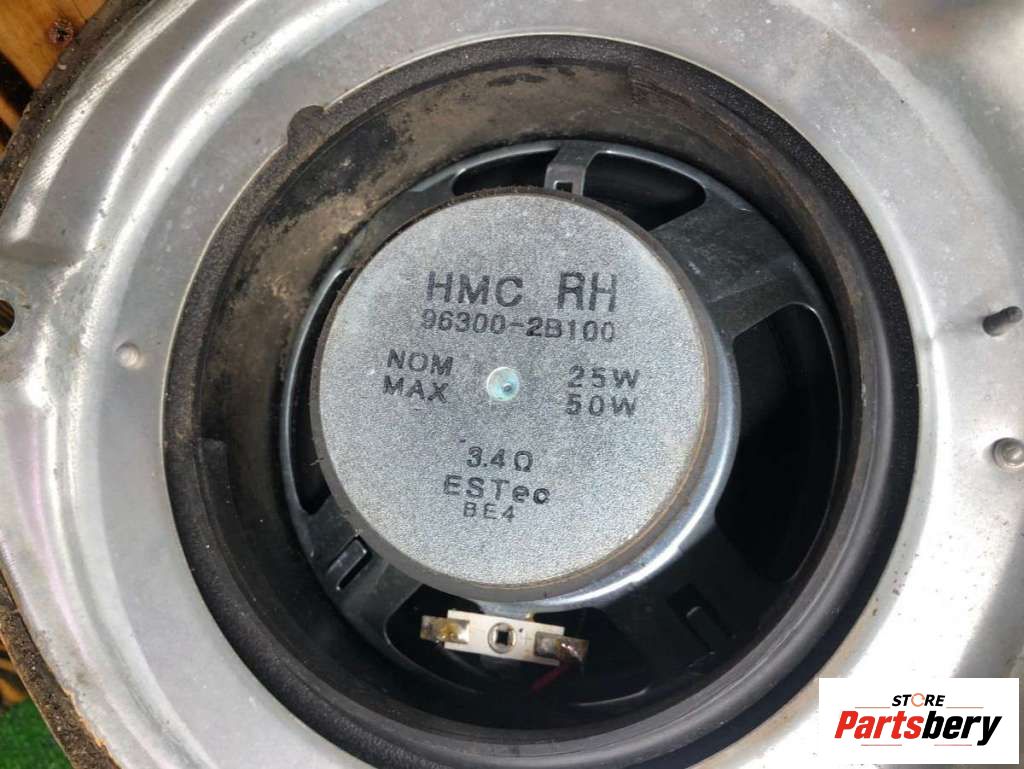 HMC RH
96300-2B100
NOM 25W
MAX 50W
3.4Ω
ESTec
BE4
STORE
Partsbery